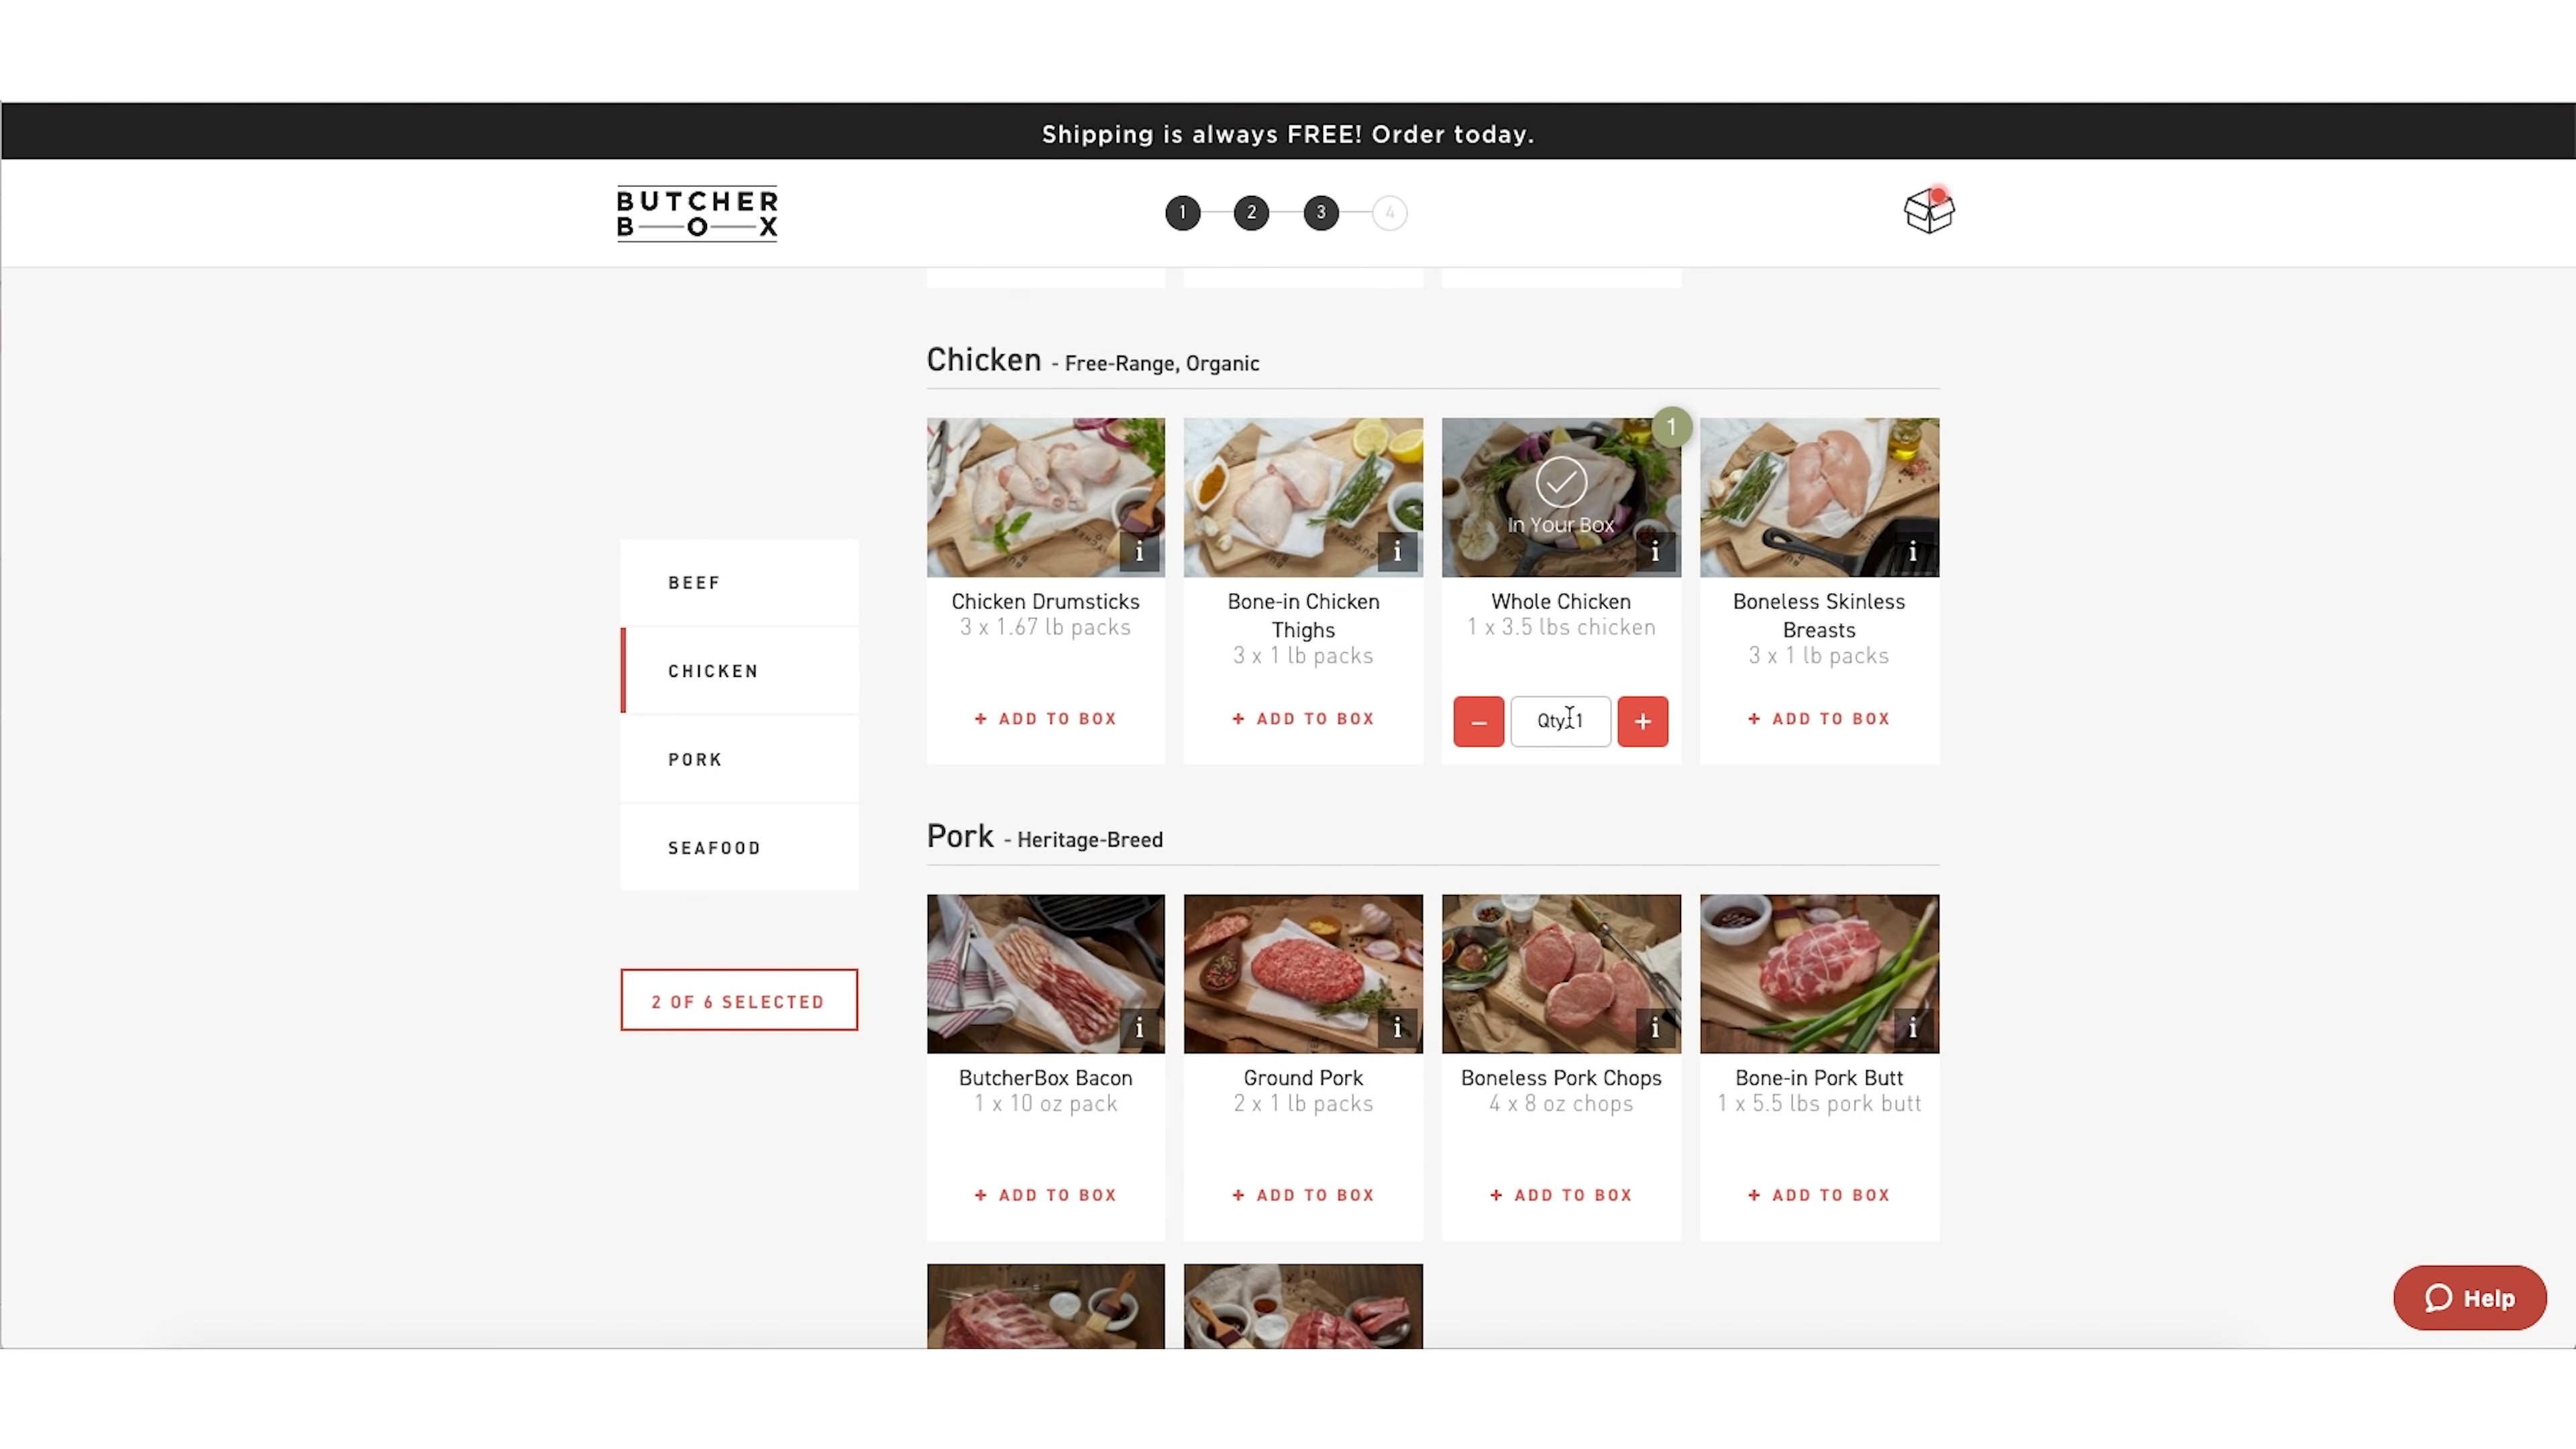 Shipping is always FREE! Order today.
BUTCHER
BOX
1 2 3 4
Chicken - Free-Range, Organic
1
In Your Box
i i i i
Chicken Drumsticks
3 x 1.67 lb packs
+ ADD TO BOX
Bone-in Chicken
Thighs
3 x 1 lb packs
+ ADD TO BOX
Whole Chicken
1 x 3.5 lbs chicken
− Qty: 1 +
Boneless Skinless
Breasts
3 x 1 lb packs
+ ADD TO BOX
BEEF
CHICKEN
PORK
SEAFOOD
2 OF 6 SELECTED
Pork - Heritage-Breed
i i i i
ButcherBox Bacon
1 x 10 oz pack
+ ADD TO BOX
Ground Pork
2 x 1 lb packs
+ ADD TO BOX
Boneless Pork Chops
4 x 8 oz chops
+ ADD TO BOX
Bone-in Pork Butt
1 x 5.5 lbs pork butt
+ ADD TO BOX
Help